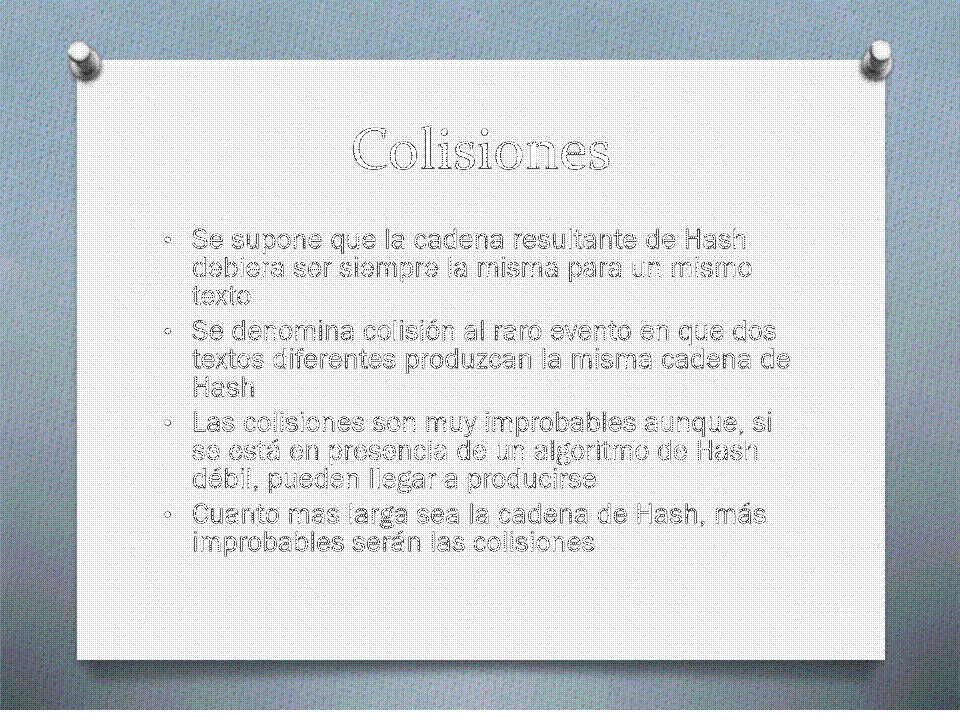 Colisiones
• Se supone que la cadena resultante de Hash
debiera ser siempre la misma para un mismo
texto
• Se denomina colisión al raro evento en que dos
textos diferentes produzcan la misma cadena de
Hash
• Las colisiones son muy improbables aunque, si
se está en presencia de un algoritmo de Hash
débil, pueden llegar a producirse
• Cuanto mas larga sea la cadena de Hash, más
improbables serán las colisiones